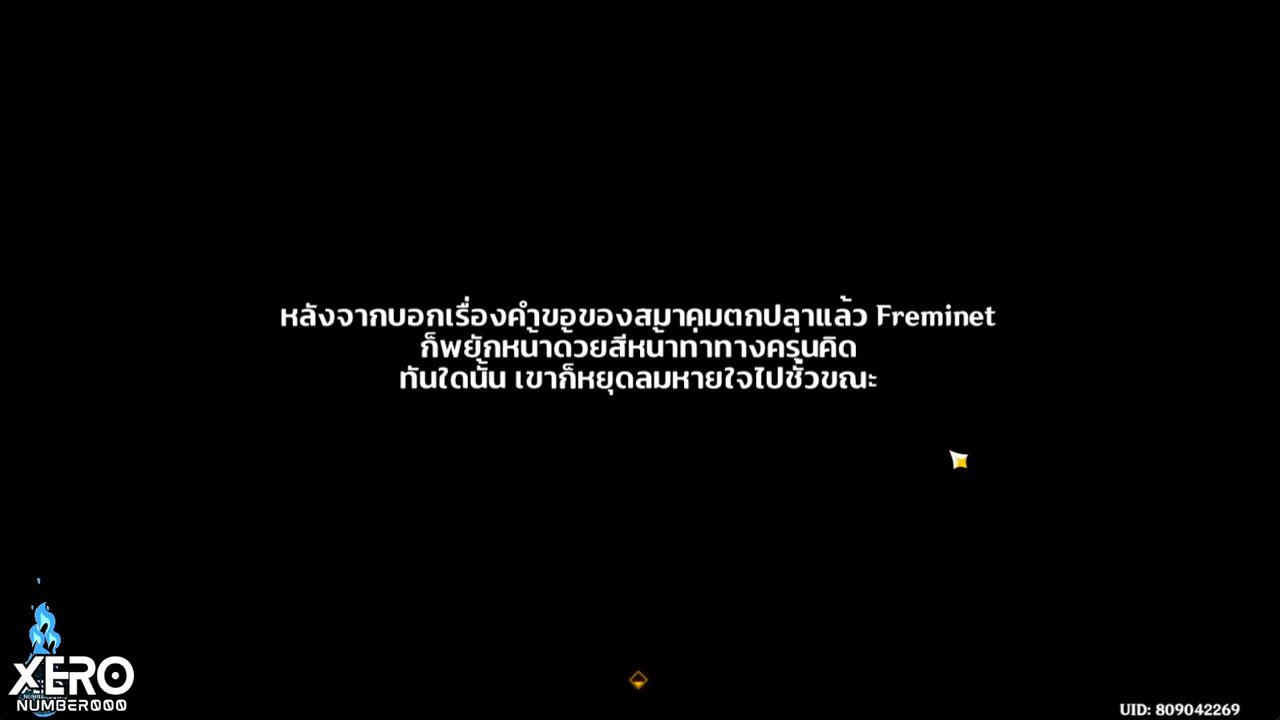 หลังจากบอกเรื่องคำขอของสมาคมตกปลาแล้ว Freminet
ก็พยักหน้าด้วยสีหน้าท่าทางครุ่นคิด
ทันใดนั้น เขาก็หยุดลมหายใจไปชั่วขณะ
XERO
NUMBER000
UID: 809042269